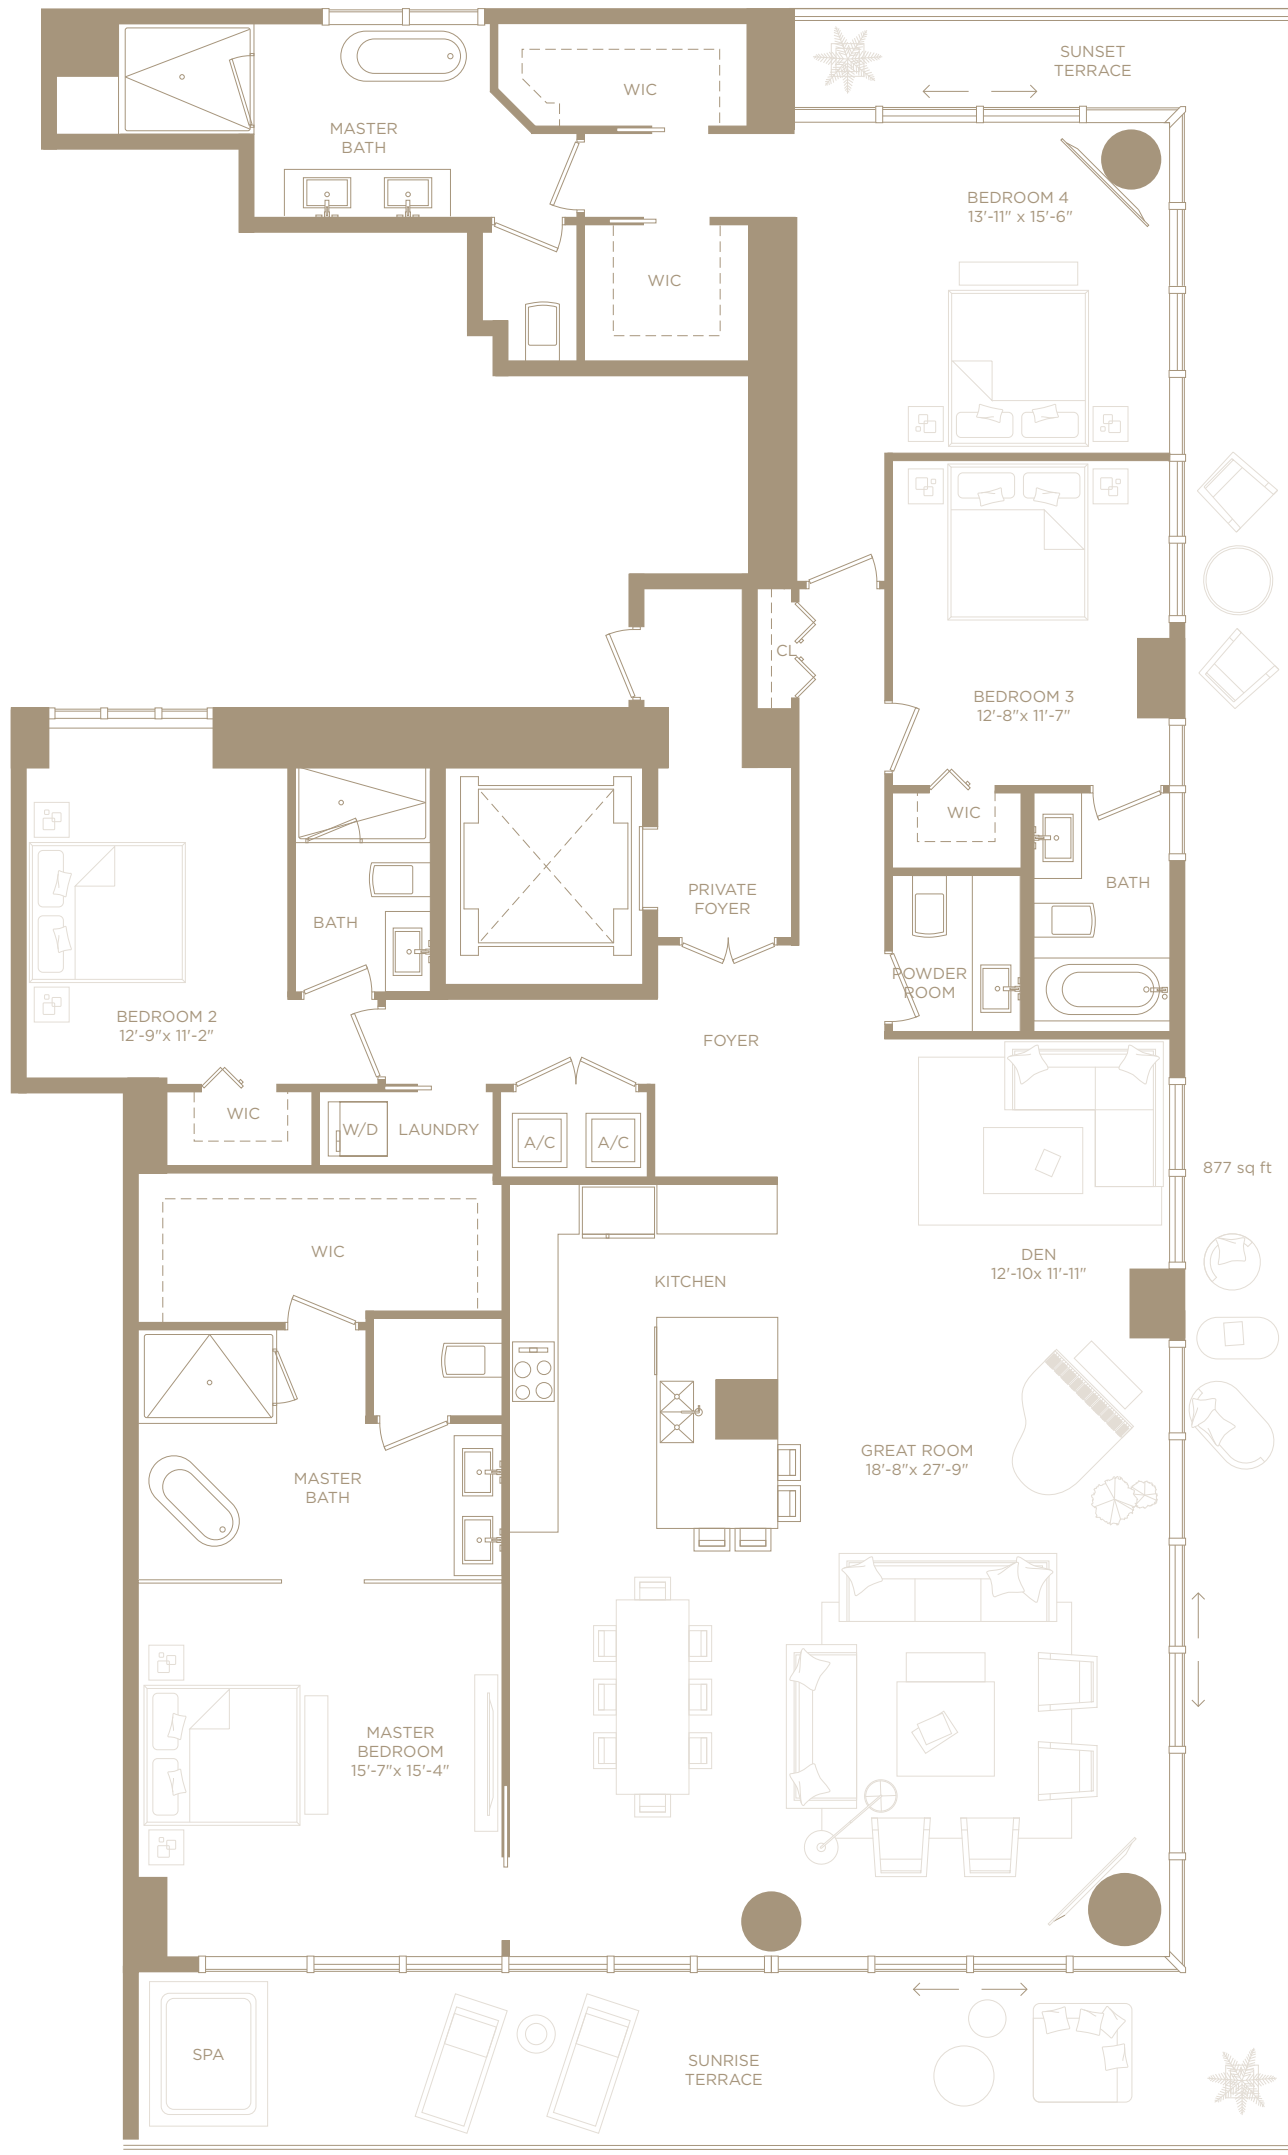 SUNSET
TERRACE
WIC
MASTER
BATH
BEDROOM 4
13'-11" x 15'-6"
WIC
CL
BEDROOM 3
12'-8"x 11'-7"
WIC
BATH
PRIVATE
FOYER
BATH
POWDER
ROOM
BEDROOM 2
12'-9"x 11'-2"
FOYER
WIC
W/D
LAUNDRY
A/C
A/C
877 sq ft
WIC
DEN
12'-10x 11'-11"
KITCHEN
GREAT ROOM
18'-8"x 27'-9"
MASTER
BATH
MASTER
BEDROOM
15'-7"x 15'-4"
SPA
SUNRISE
TERRACE